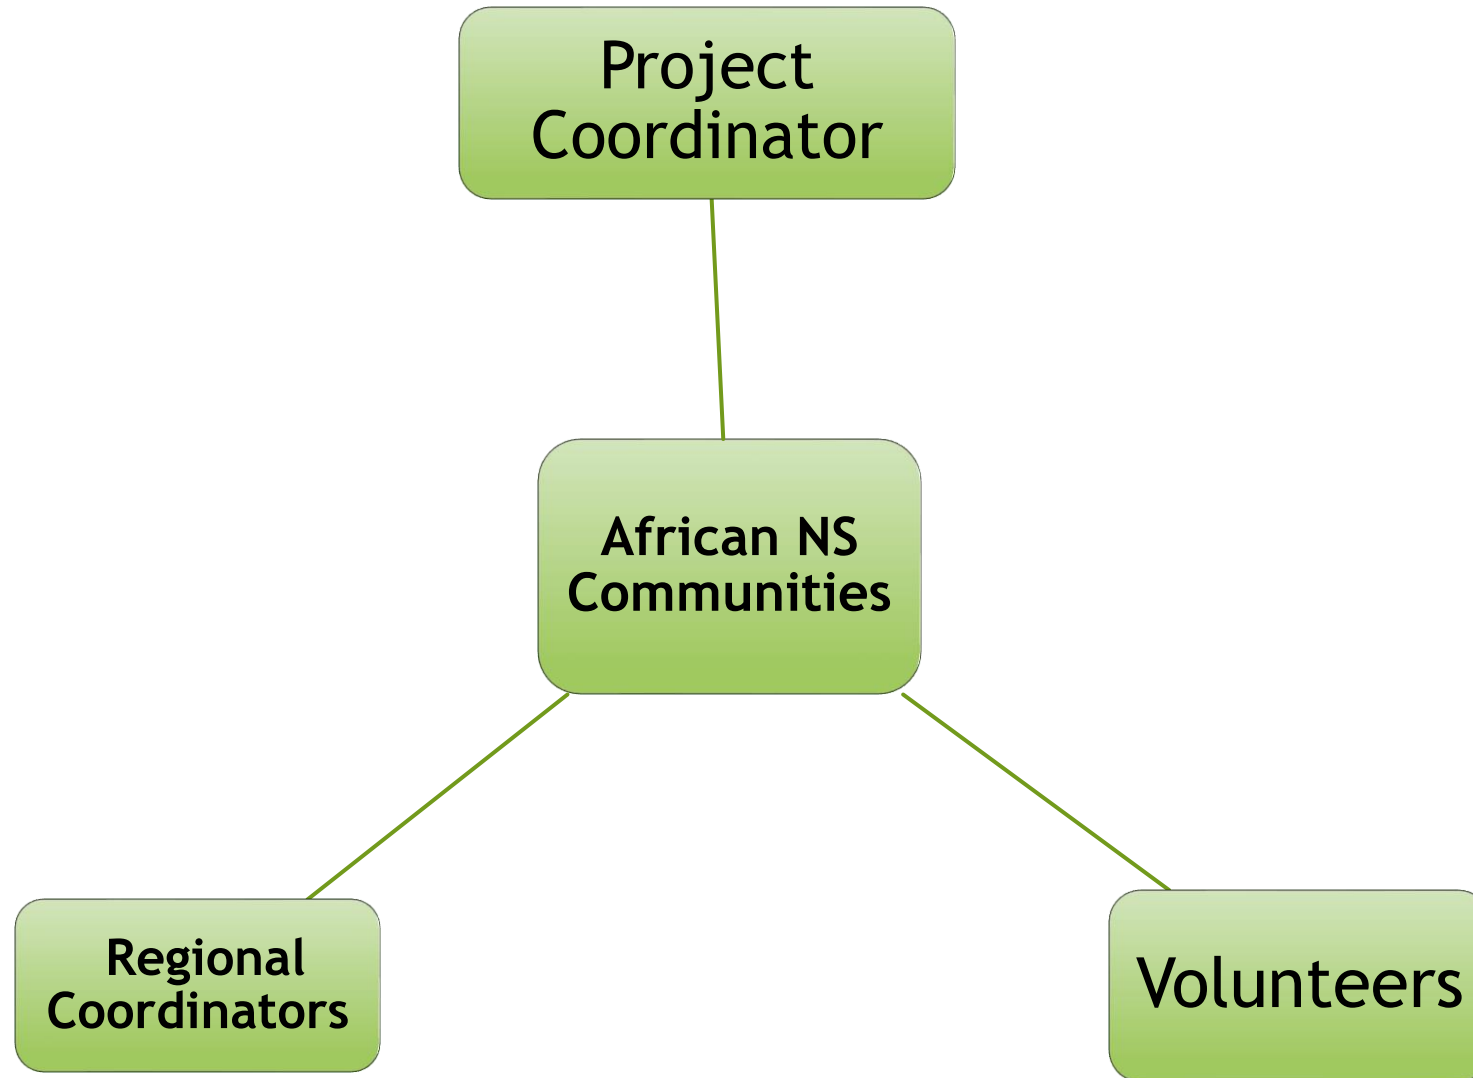 Project
Coordinator
African NS
Communities
Regional
Coordinators
Volunteers